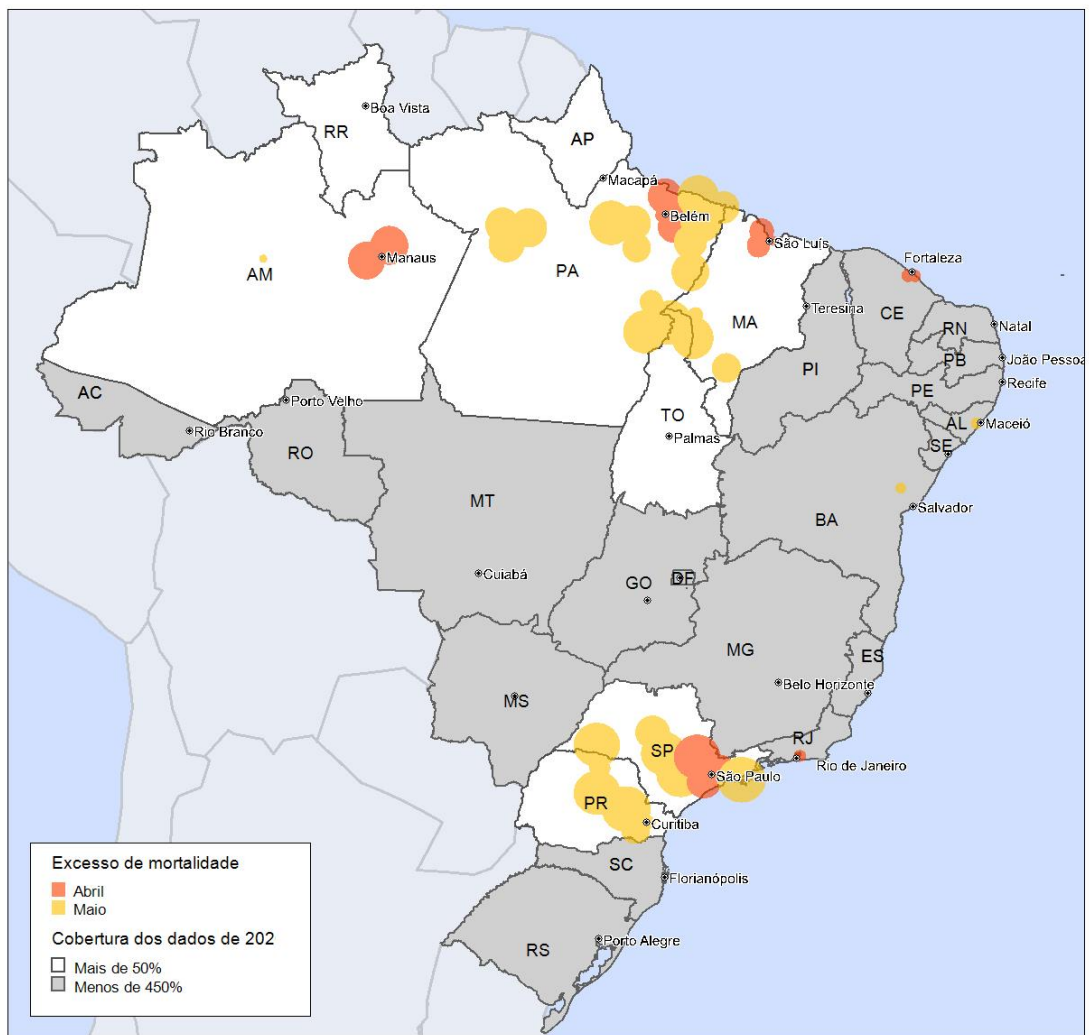 Boa Vista
RR
AP
Macapá
Belém
São Luís
Manaus
Fortaleza
AM
PA
MA
Teresina
CE
RN
Natal
PB
João Pessoa
PI
PE
Recife
AC
Porto Velho
TO
AL
Maceió
Rio Branco
Palmas
SE
RO
MT
BA
Salvador
Cuiabá
GO
DF
MG
ES
MS
Belo Horizonte
SP
RJ
Rio de Janeiro
São Paulo
PR
Curitiba
SC
Florianópolis
RS
Porto Alegre
Excesso de mortalidade
Abril
Maio
Cobertura dos dados de 202
Mais de 50%
Menos de 450%